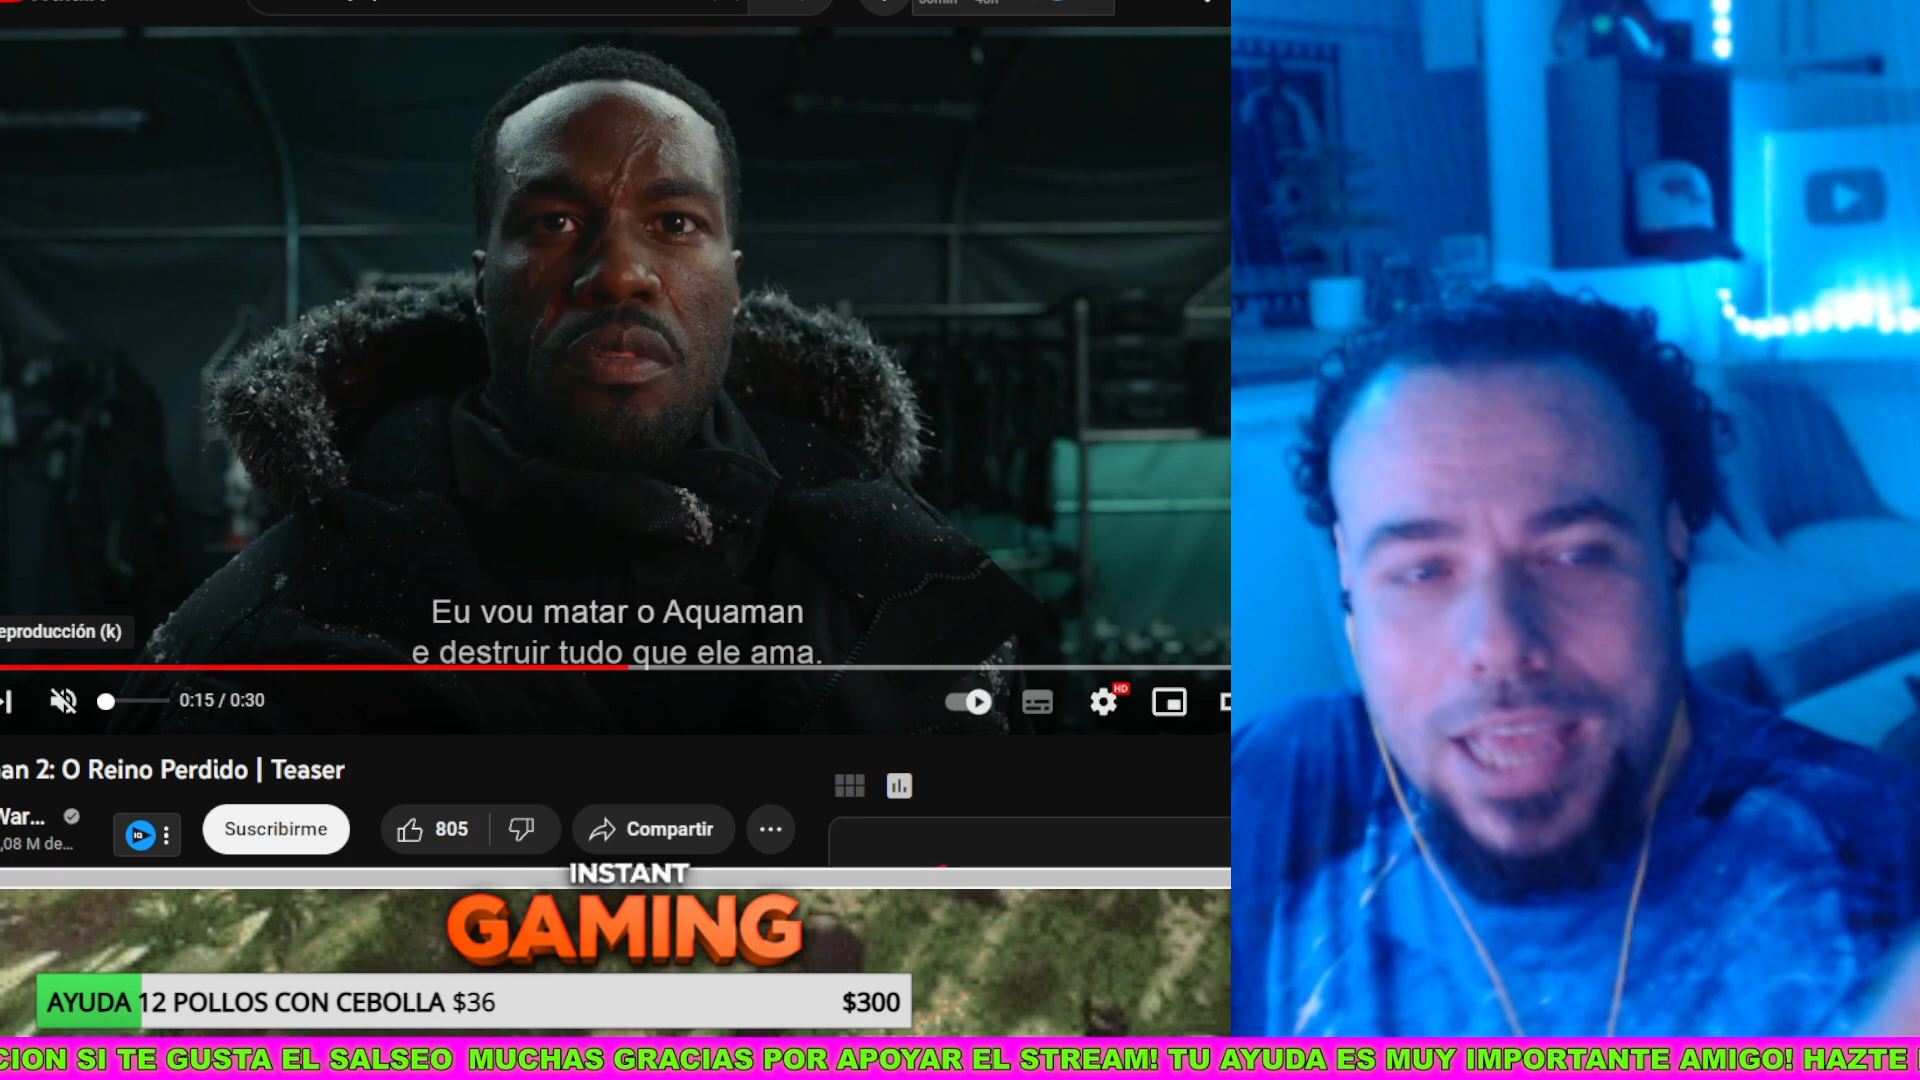 Eu vou matar o Aquaman
e destruir tudo que ele ama.
eproducción (k)
0:15 / 0:30
HD
an 2: O Reino Perdido | Teaser
War...
,08 M de...
IG
Suscribirme
805
Compartir
INSTANT
GAMING
AYUDA 12 POLLOS CON CEBOLLA $36
$300
CION SI TE GUSTA EL SALSEO MUCHAS GRACIAS POR APOYAR EL STREAM! TU AYUDA ES MUY IMPORTANTE AMIGO! HAZTE